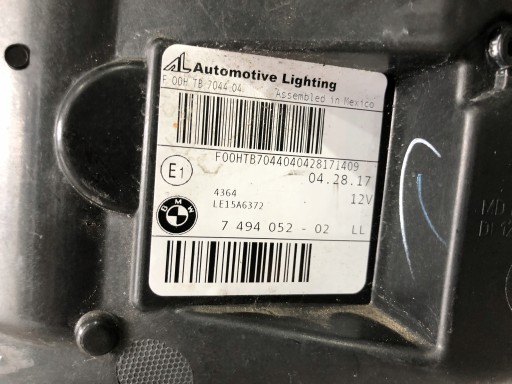 AL Automotive Lighting
F 00H TB 7044-04
Assembled in Mexico
F00HTB7044040428171409
E1
04.28.17
4364
12V
LE15A6372
BMW
7 494 052 - 02 LL